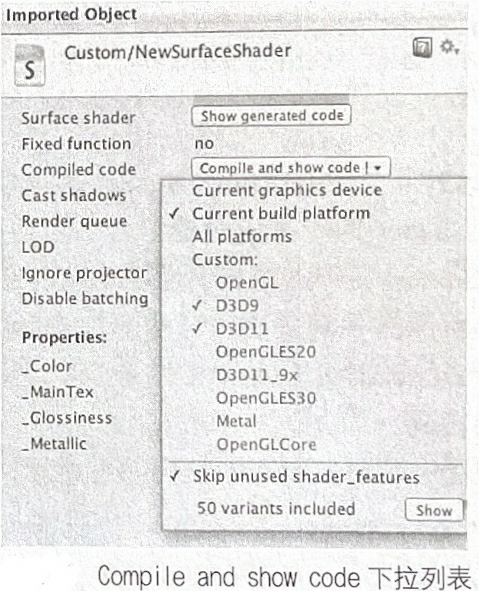 Imported Object
Custom/NewSurfaceShader
S
Surface shader
Show generated code
Fixed function
no
Compiled code
Compile and show code |
Cast shadows
Current graphics device
Render queue
✓ Current build platform
LOD
All platforms
Ignore projector
Custom:
Disable batching
OpenGL
✓ D3D9
✓ D3D11
OpenGLES20
D3D11_9x
OpenGLES30
Metal
OpenGLCore
Properties:
_Color
_MainTex
_Glossiness
_Metallic
✓ Skip unused shader_features
50 variants included
Show
Compile and show code 下拉列表